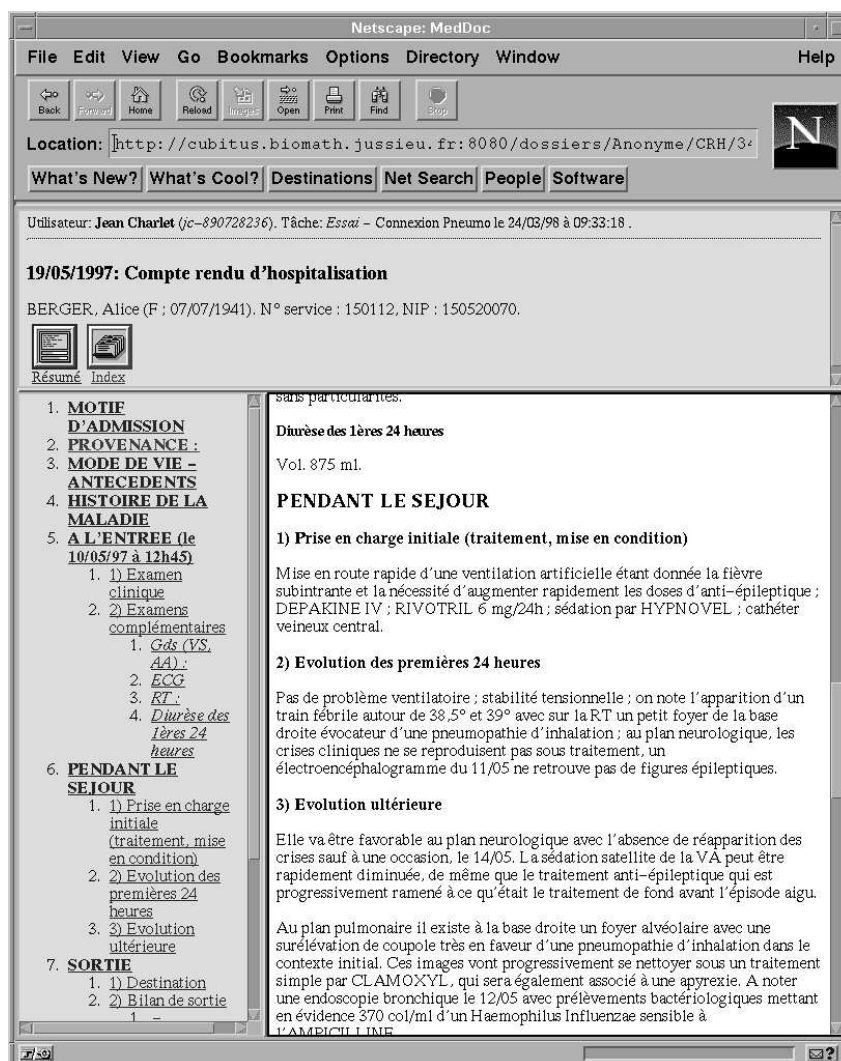 Netscape: MedDoc
File Edit View Go Bookmarks Options Directory Window Help
Back Forward Home Reload Images Open Print Find Stop
Location: http://cubitus.biomath.jussieu.fr:8080/dossiers/Anonyme/CRH/34
N
What's New? What's Cool? Destinations Net Search People Software
Utilisateur: Jean Charlet (jc-890728236). Tâche: Essai - Connexion Pneumo le 24/03/98 à 09:33:18 .
19/05/1997: Compte rendu d'hospitalisation
BERGER, Alice (F ; 07/07/1941). N° service : 150112, NIP : 150520070.
Résumé Index
1. MOTIF
D'ADMISSION
2. PROVENANCE :
3. MODE DE VIE -
ANTECEDENTS
4. HISTOIRE DE LA
MALADIE
5. A L'ENTREE (le
10/05/97 à 12h45)
1. 1) Examen
clinique
2. 2) Examens
complémentaires
1. Gds (VS,
AA) :
2. ECG
3. RT :
4. Diurèse des
1ères 24
heures
6. PENDANT LE
SEJOUR
1. 1) Prise en charge
initiale
(traitement, mise
en condition)
2. 2) Evolution des
premières 24
heures
3. 3) Evolution
ultérieure
7. SORTIE
1. 1) Destination
2. 2) Bilan de sortie
1. -
sans particularités.
Diurèse des 1ères 24 heures
Vol. 875 ml.
PENDANT LE SEJOUR
1) Prise en charge initiale (traitement, mise en condition)
Mise en route rapide d'une ventilation artificielle étant donnée la fièvre
subintrante et la nécessité d'augmenter rapidement les doses d'anti-épileptique ;
DEPAKINE IV ; RIVOTRIL 6 mg/24h ; sédation par HYPNOVEL ; cathéter
veineux central.
2) Evolution des premières 24 heures
Pas de problème ventilatoire ; stabilité tensionnelle ; on note l'apparition d'un
train fébrile autour de 38,5° et 39° avec sur la RT un petit foyer de la base
droite évocateur d'une pneumopathie d'inhalation ; au plan neurologique, les
crises cliniques ne se reproduisent pas sous traitement, un
électroencéphalogramme du 11/05 ne retrouve pas de figures épileptiques.
3) Evolution ultérieure
Elle va être favorable au plan neurologique avec l'absence de réapparition des
crises sauf à une occasion, le 14/05. La sédation satellite de la VA peut être
rapidement diminuée, de même que le traitement anti-épileptique qui est
progressivement ramené à ce qu'était le traitement de fond avant l'épisode aigu.
Au plan pulmonaire il existe à la base droite un foyer alvéolaire avec une
surélévation de coupole très en faveur d'une pneumopathie d'inhalation dans le
contexte initial. Ces images vont progressivement se nettoyer sous un traitement
simple par CLAMOXYL, qui sera également associé à une apyrexie. A noter
une endoscopie bronchique le 12/05 avec prélèvements bactériologiques mettant
en évidence 370 col/ml d'un Haemophilus Influenzae sensible à
l'AMPICILLINE
?